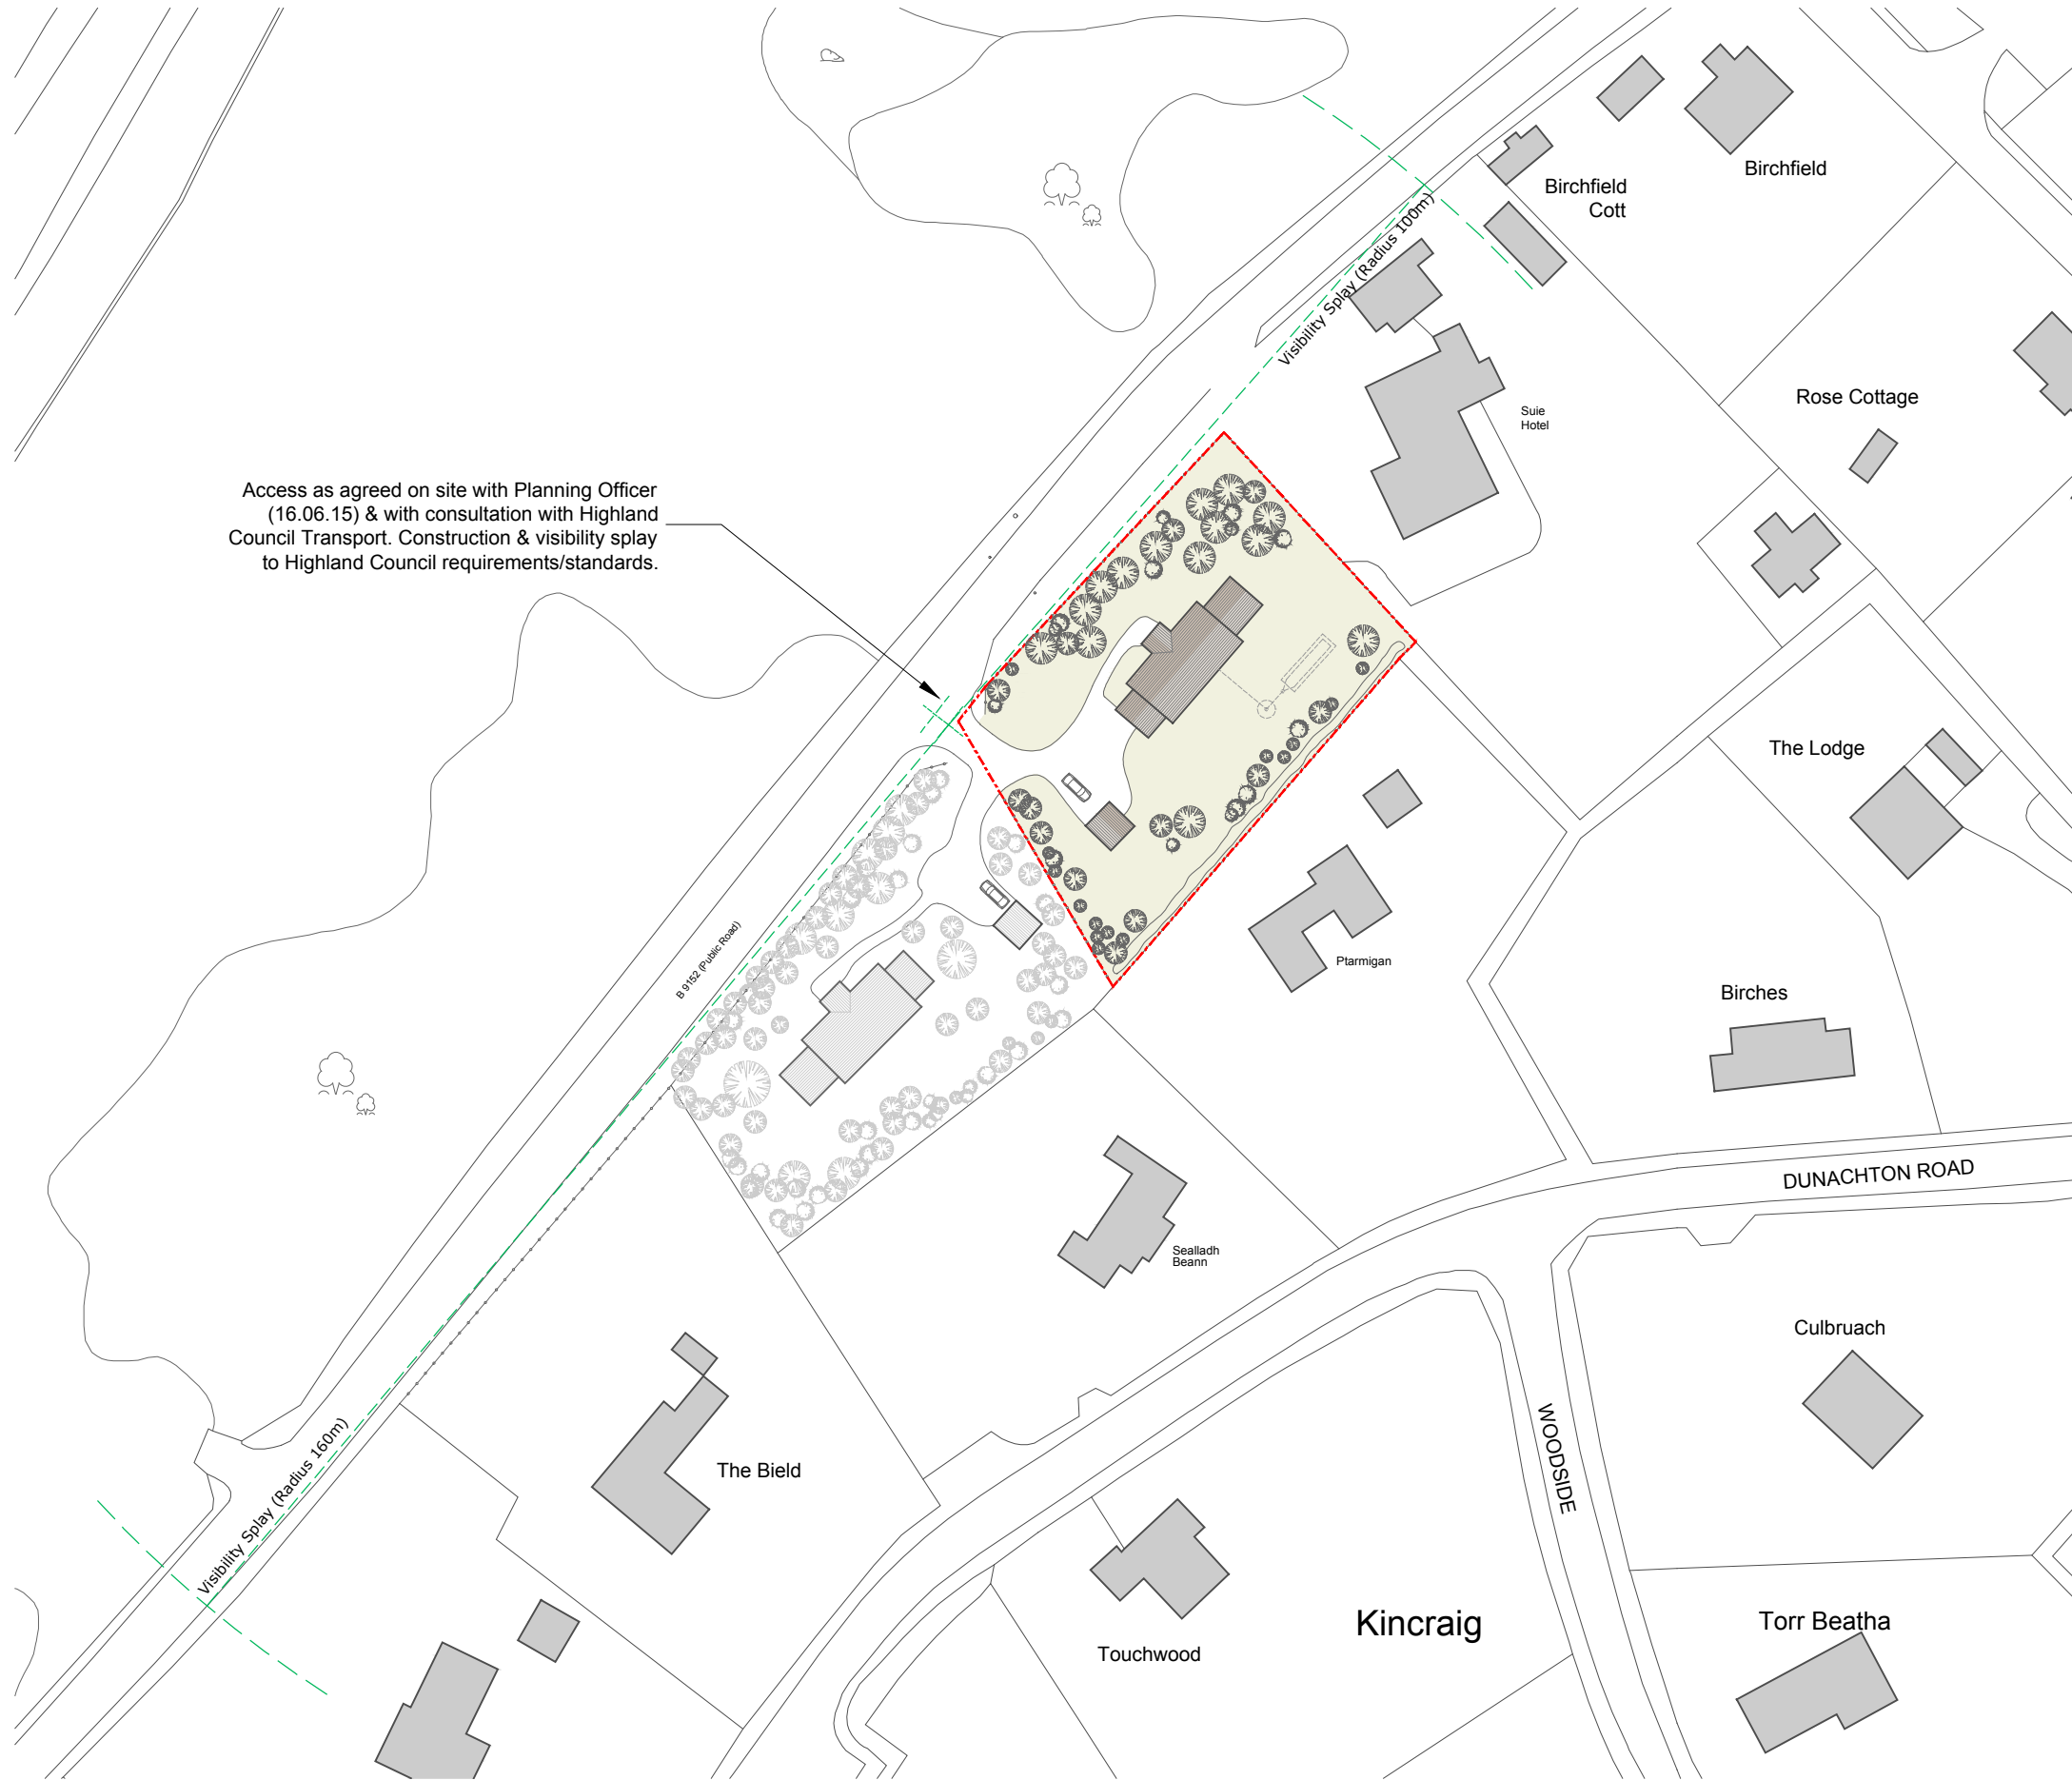 Birchfield
Birchfield
Cott
Visibility Splay (Radius 100m)
Rose Cottage
Suie
Hotel
Access as agreed on site with Planning Officer
(16.06.15) & with consultation with Highland
Council Transport. Construction & visibility splay
to Highland Council requirements/standards.
The Lodge
B 9152 (Public Road)
Ptarmigan
Birches
DUNACHTON ROAD
Sealladh
Beann
Culbruach
WOODSIDE
The Bield
Visibility Splay (Radius 160m)
Kincraig
Torr Beatha
Touchwood